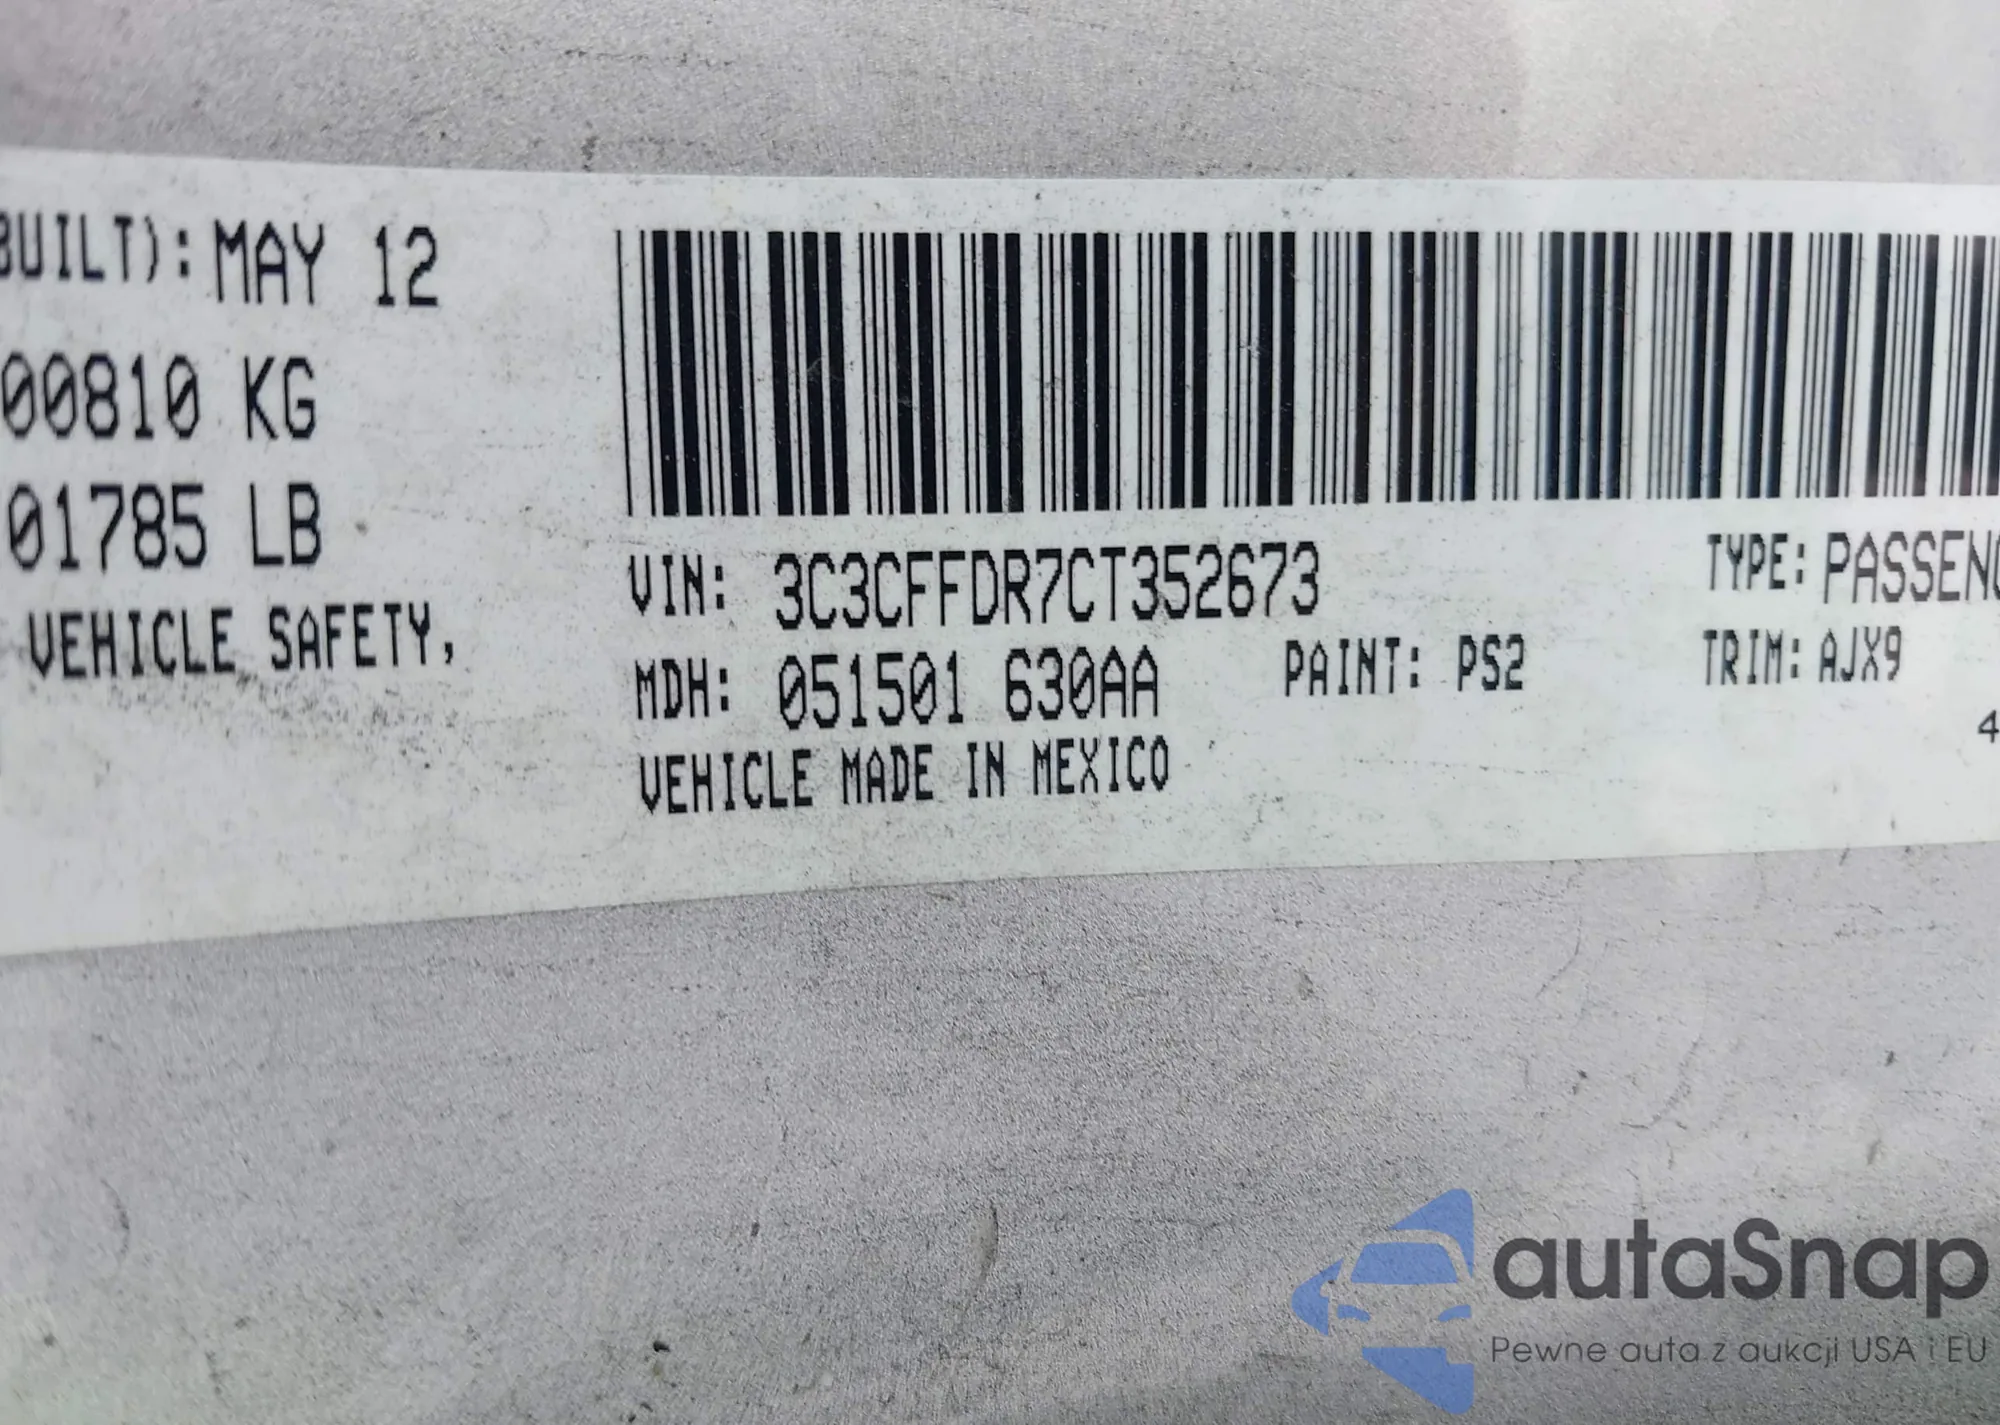 BUILT): MAY 12
00810 KG
01785 LB
VEHICLE SAFETY,
VIN: 3C3CFFDR7CT352673
TYPE: PASSENG
MDH: 051501 630AA
PAINT: PS2
TRIM: AJX9
VEHICLE MADE IN MEXICO
4
autaSnap
Pewne auta z aukcji USA i EU